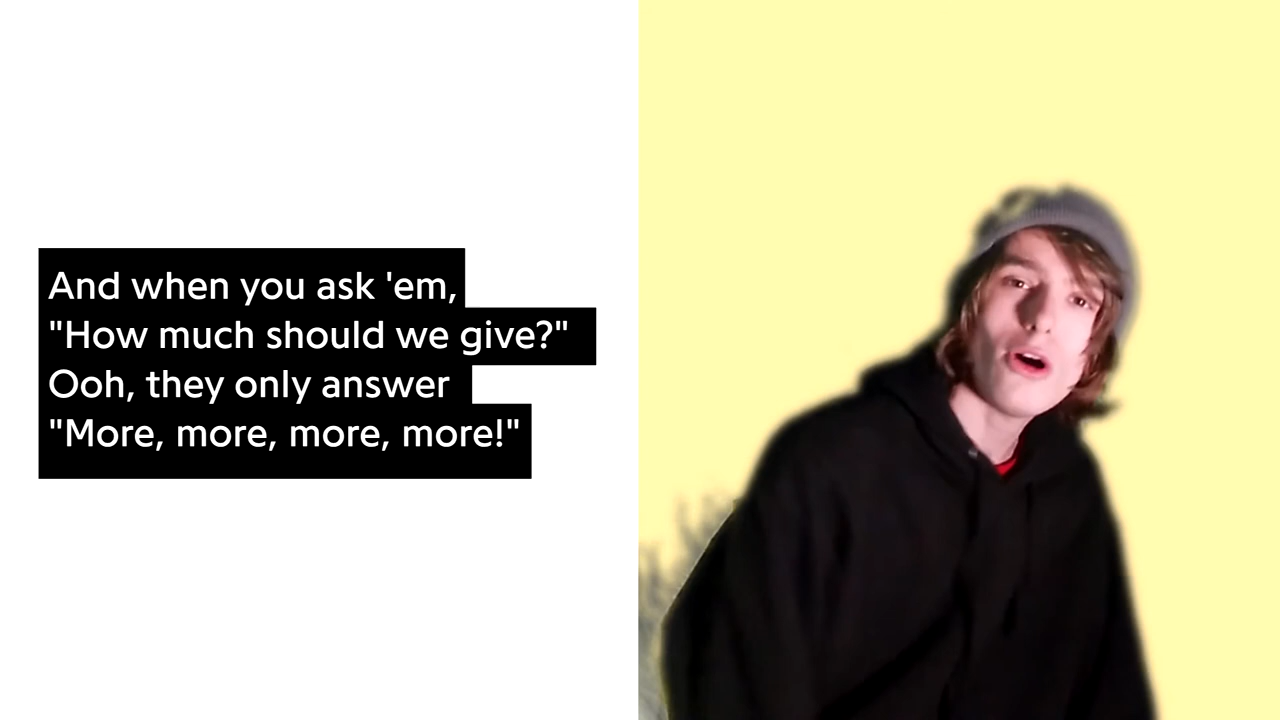 And when you ask 'em,
"How much should we give?"
Ooh, they only answer
"More, more, more, more!"